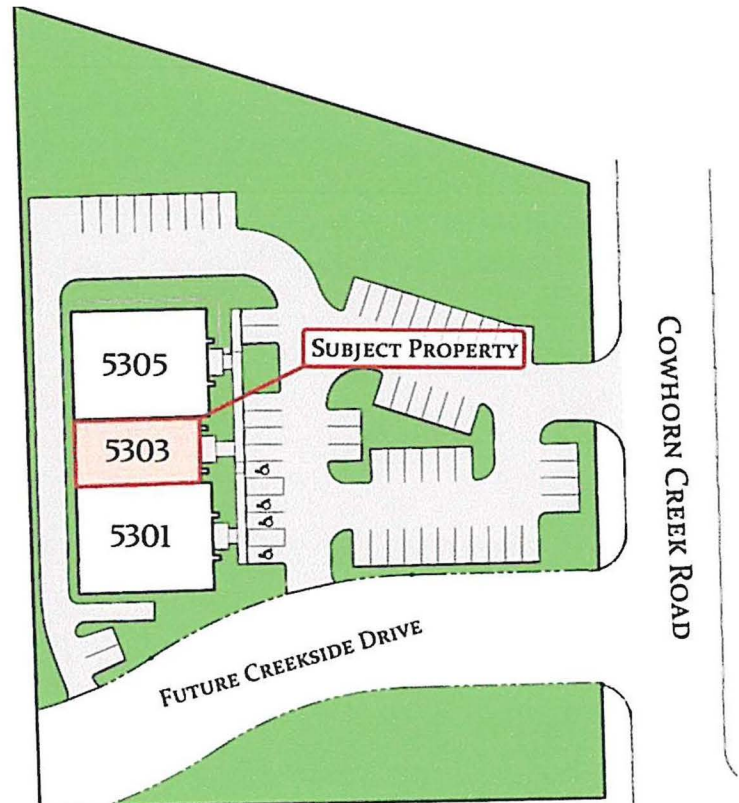 5305
SUBJECT PROPERTY
5303
5301
COWHORN CREEK ROAD
FUTURE CREEKSIDE DRIVE